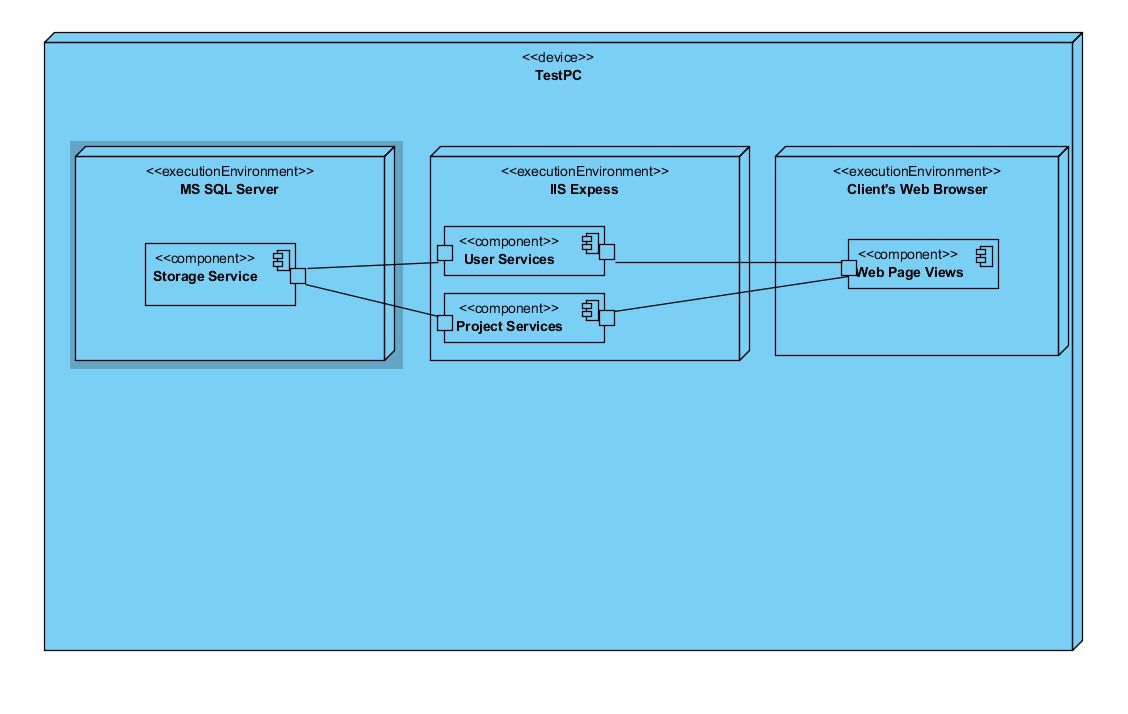 <<device>>
TestPC
<<executionEnvironment>>
MS SQL Server
<<component>>
Storage Service
<<executionEnvironment>>
IIS Expess
<<component>>
User Services
<<component>>
Project Services
<<executionEnvironment>>
Client's Web Browser
<<component>>
Web Page Views